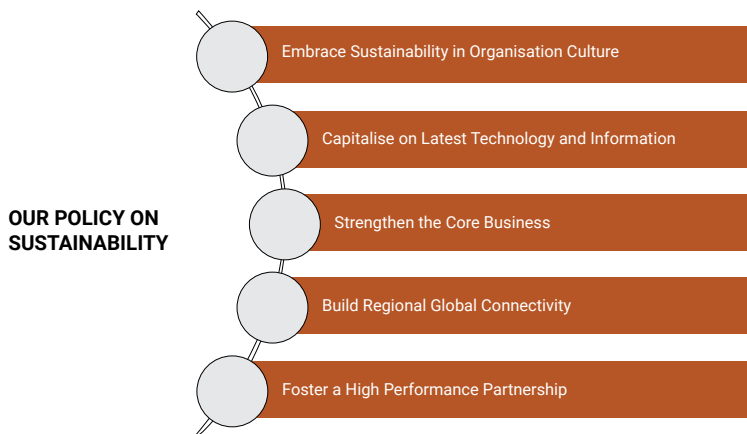 OUR POLICY ON
SUSTAINABILITY
Embrace Sustainability in Organisation Culture
Capitalise on Latest Technology and Information
Strengthen the Core Business
Build Regional Global Connectivity
Foster a High Performance Partnership